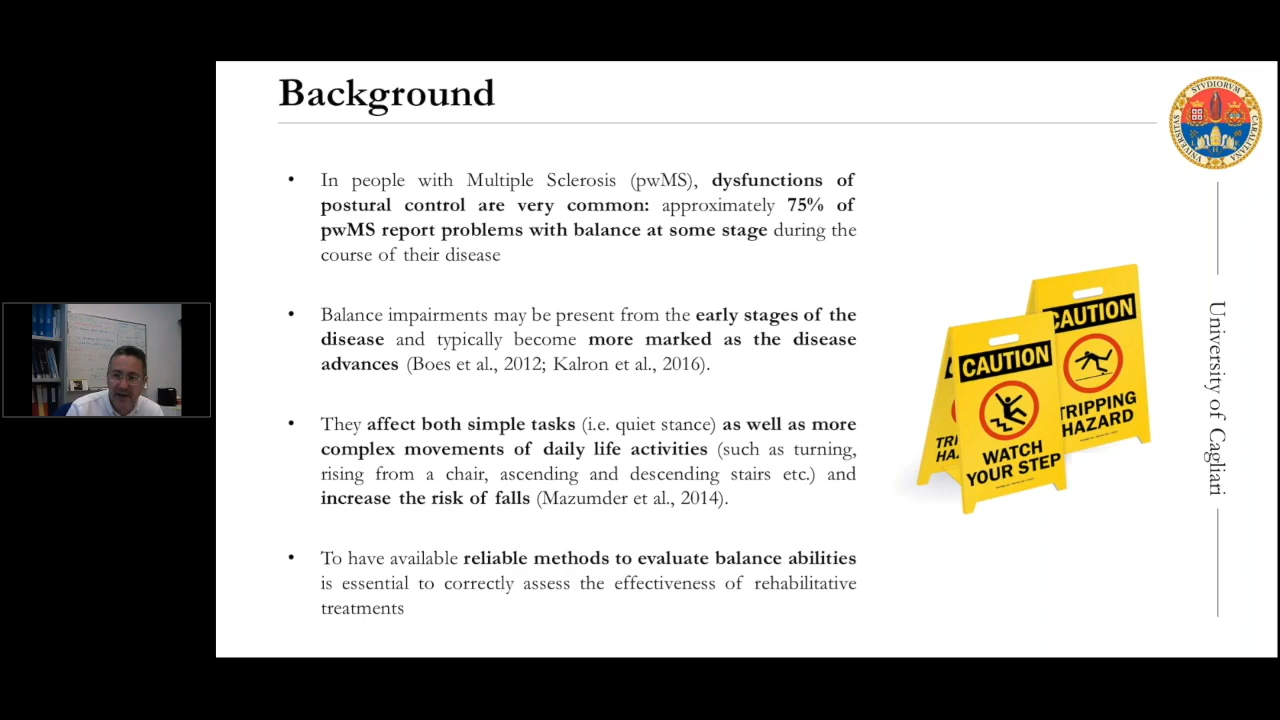 Background
• In people with Multiple Sclerosis (pwMS), dysfunctions of
postural control are very common: approximately 75% of
pwMS report problems with balance at some stage during the
course of their disease
• Balance impairments may be present from the early stages of the
disease and typically become more marked as the disease
advances (Boes et al., 2012; Kalron et al., 2016).
• They affect both simple tasks (i.e. quiet stance) as well as more
complex movements of daily life activities (such as turning,
rising from a chair, ascending and descending stairs etc.) and
increase the risk of falls (Mazumder et al., 2014).
• To have available reliable methods to evaluate balance abilities
is essential to correctly assess the effectiveness of rehabilitative
treatments
CAUTION
WATCH
YOUR STEP
CAUTION
TRIPPING
HAZARD
TRI
HA
STVDIORVM
VNIVERSITAS
CARALITANA
University of Cagliari